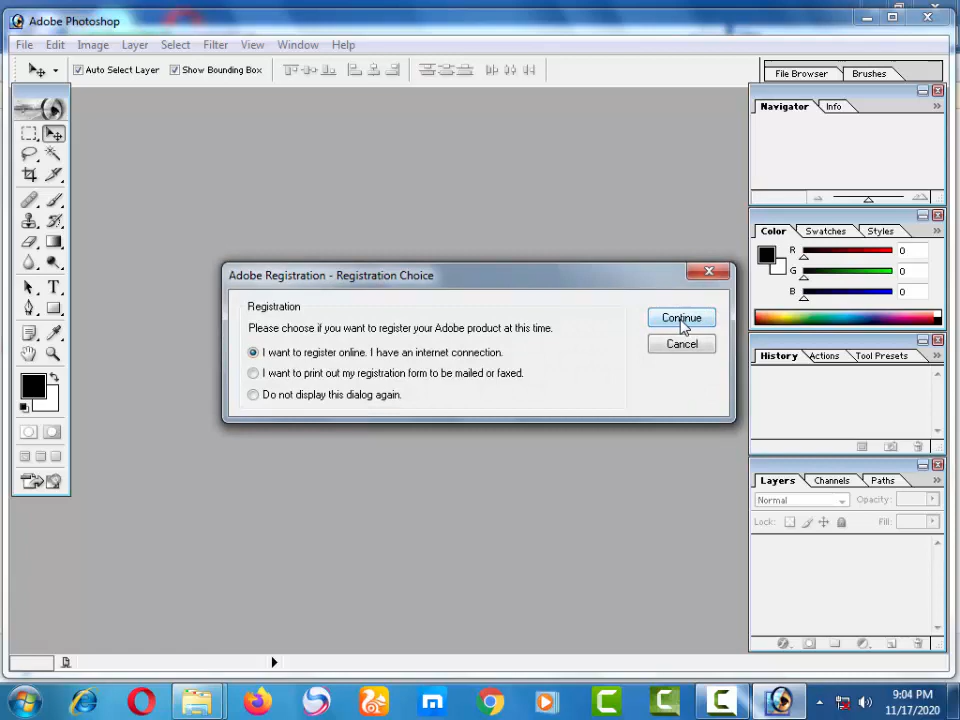 Adobe Photoshop
File Edit Image Layer Select Filter View Window Help
Auto Select Layer Show Bounding Box
File Browser Brushes
Navigator Info
Color Swatches Styles
R 0
G 0
B 0
Adobe Registration - Registration Choice
Registration
Please choose if you want to register your Adobe product at this time.
I want to register online. I have an internet connection.
I want to print out my registration form to be mailed or faxed.
Do not display this dialog again.
Continue
Cancel
History Actions Tool Presets
Layers Channels Paths
Normal Opacity:
Lock: Fill:
9:04 PM
11/17/2020